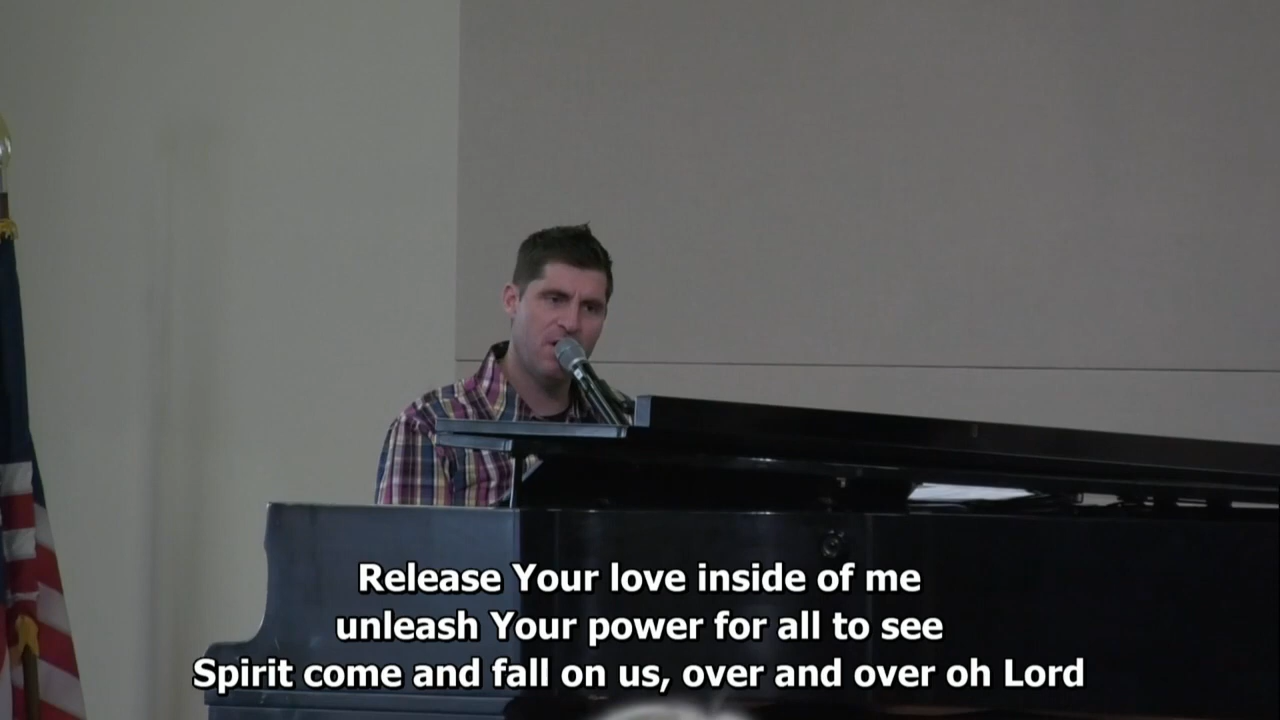 Release Your love inside of me
unleash Your power for all to see
Spirit come and fall on us, over and over oh Lord